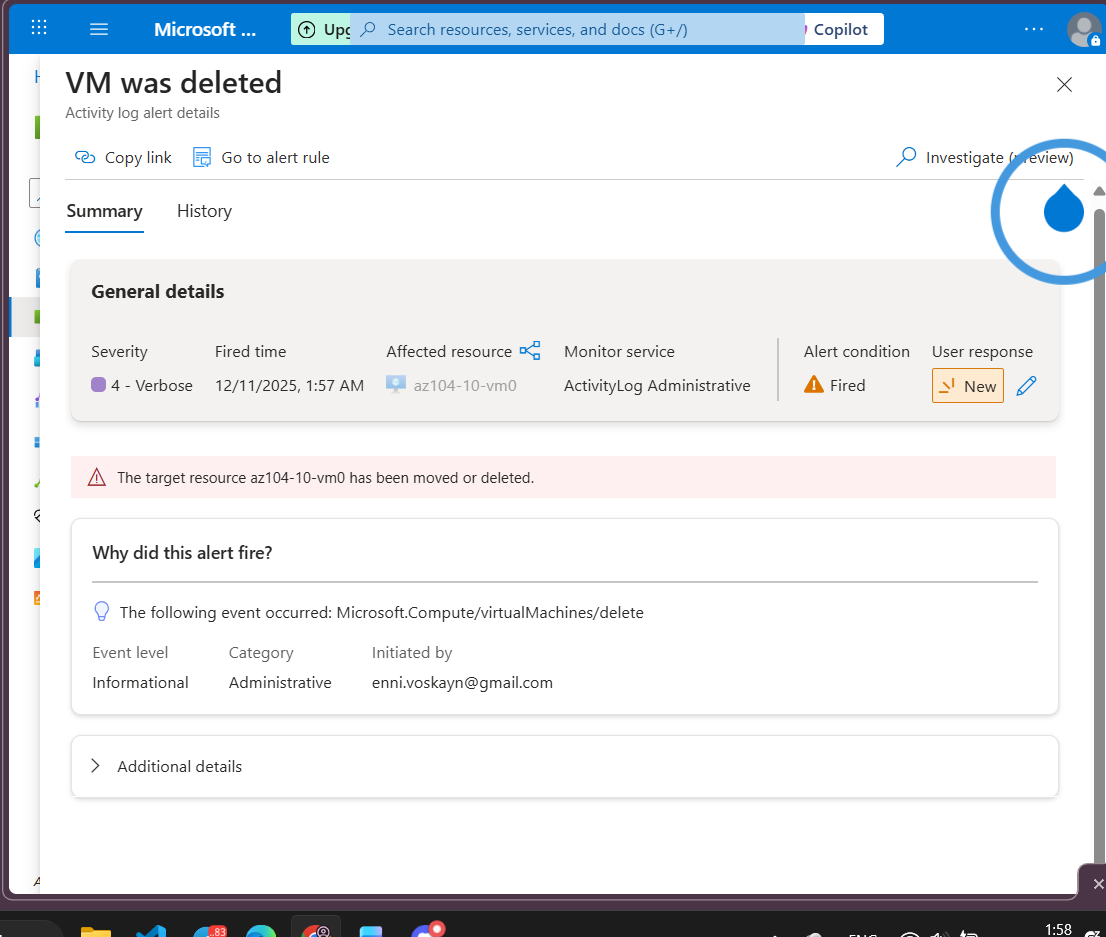 Microsoft ...
Upg
Search resources, services, and docs (G+/)
Copilot
...
VM was deleted
Activity log alert details
Copy link
Go to alert rule
Investigate (preview)
Summary
History
General details
Severity
Fired time
Affected resource
Monitor service
Alert condition
User response
4 - Verbose
12/11/2025, 1:57 AM
az104-10-vm0
ActivityLog Administrative
Fired
New
The target resource az104-10-vm0 has been moved or deleted.
Why did this alert fire?
The following event occurred: Microsoft.Compute/virtualMachines/delete
Event level
Category
Initiated by
Informational
Administrative
enni.voskayn@gmail.com
Additional details
83
ENG
1:58